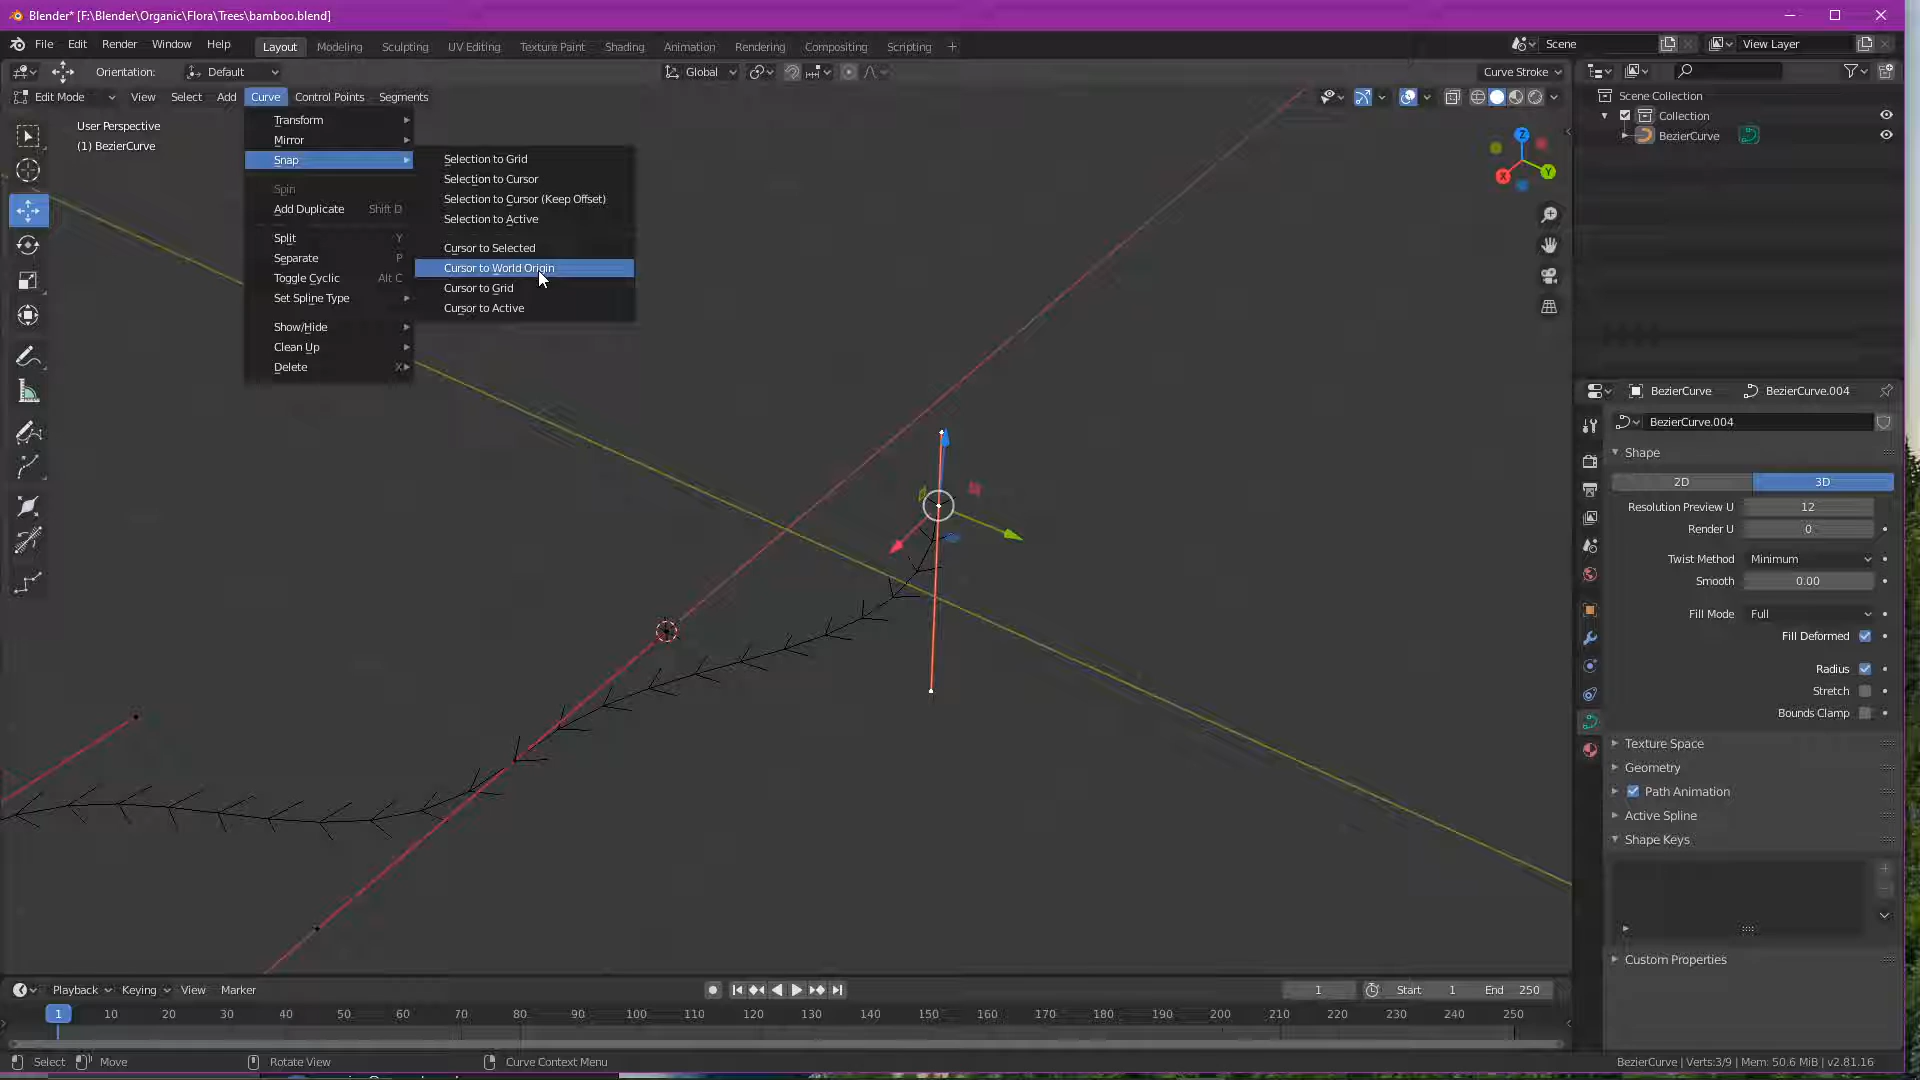 Blender* [F:\Blender\Organic\Flora\Trees\bamboo.blend]
File Edit Render Window Help Layout Modeling Sculpting UV Editing Texture Paint Shading Animation Rendering Compositing Scripting + Scene View Layer
Orientation: Default Global Curve Stroke
Edit Mode View Select Add Curve Control Points Segments
User Perspective
(1) BezierCurve
Transform
Mirror
Snap
Spin
Add Duplicate Shift D
Split Y
Separate P
Toggle Cyclic Alt C
Set Spline Type
Show/Hide
Clean Up
Delete X
Selection to Grid
Selection to Cursor
Selection to Cursor (Keep Offset)
Selection to Active
Cursor to Selected
Cursor to World Origin
Cursor to Grid
Cursor to Active
Z
X
Y
Scene Collection
Collection
BezierCurve
BezierCurve BezierCurve.004
BezierCurve.004
Shape
2D 3D
Resolution Preview U 12
Render U 0
Twist Method Minimum
Smooth 0.00
Fill Mode Full
Fill Deformed
Radius
Stretch
Bounds Clamp
Texture Space
Geometry
Path Animation
Active Spline
Shape Keys
Custom Properties
Playback Keying View Marker 1 Start 1 End 250
1 10 20 30 40 50 60 70 80 90 100 110 120 130 140 150 160 170 180 190 200 210 220 230 240 250
Select Move Rotate View Curve Context Menu BezierCurve | Verts:3/9 | Mem: 50.6 MiB | v2.81.16